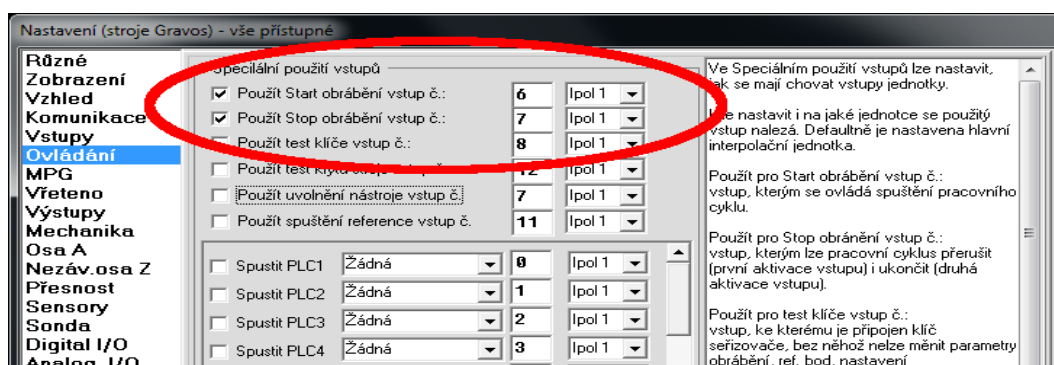 Nastavení (stroje Gravos) - vše přístupné
Různé
Zobrazení
Vzhled
Komunikace
Vstupy
Ovládání
MPG
Vřeteno
Výstupy
Mechanika
Osa A
Nezáv.osa Z
Přesnost
Sensory
Sonda
Digital I/O
Analog. I/O
Speciální použití vstupů
Použít Start obrábění vstup č.: 6 Ipol 1
Použít Stop obrábění vstup č.: 7 Ipol 1
Použít test klíče vstup č.: 8 Ipol 1
Použít test krytu stroje vstup č.: 12 Ipol 1
Použít uvolnění nástroje vstup č. 7 Ipol 1
Použít spuštění reference vstup č. 11 Ipol 1
Spustit PLC1 Žádná 0 Ipol 1
Spustit PLC2 Žádná 1 Ipol 1
Spustit PLC3 Žádná 2 Ipol 1
Spustit PLC4 Žádná 3 Ipol 1
Ve Speciálním použití vstupů lze nastavit,
jak se mají chovat vstupy jednotky.
nastavit i na jaké jednotce se použitý
vstup nalezá. Defaultně je nastavena hlavní
interpolační jednotka.
Použít pro Start obrábění vstup č.:
vstup, kterým se ovládá spuštění pracovního
cyklu.
Použít pro Stop obránění vstup č.:
vstup, kterým lze pracovní cyklus přerušit
(první aktivace vstupu) i ukončit (druhá
aktivace vstupu).
Použít pro test klíče vstup č.:
vstup, ke kterému je připojen klíč
seřizovače, bez něhož nelze měnit parametry
obrábění, ref. bod, nastavení